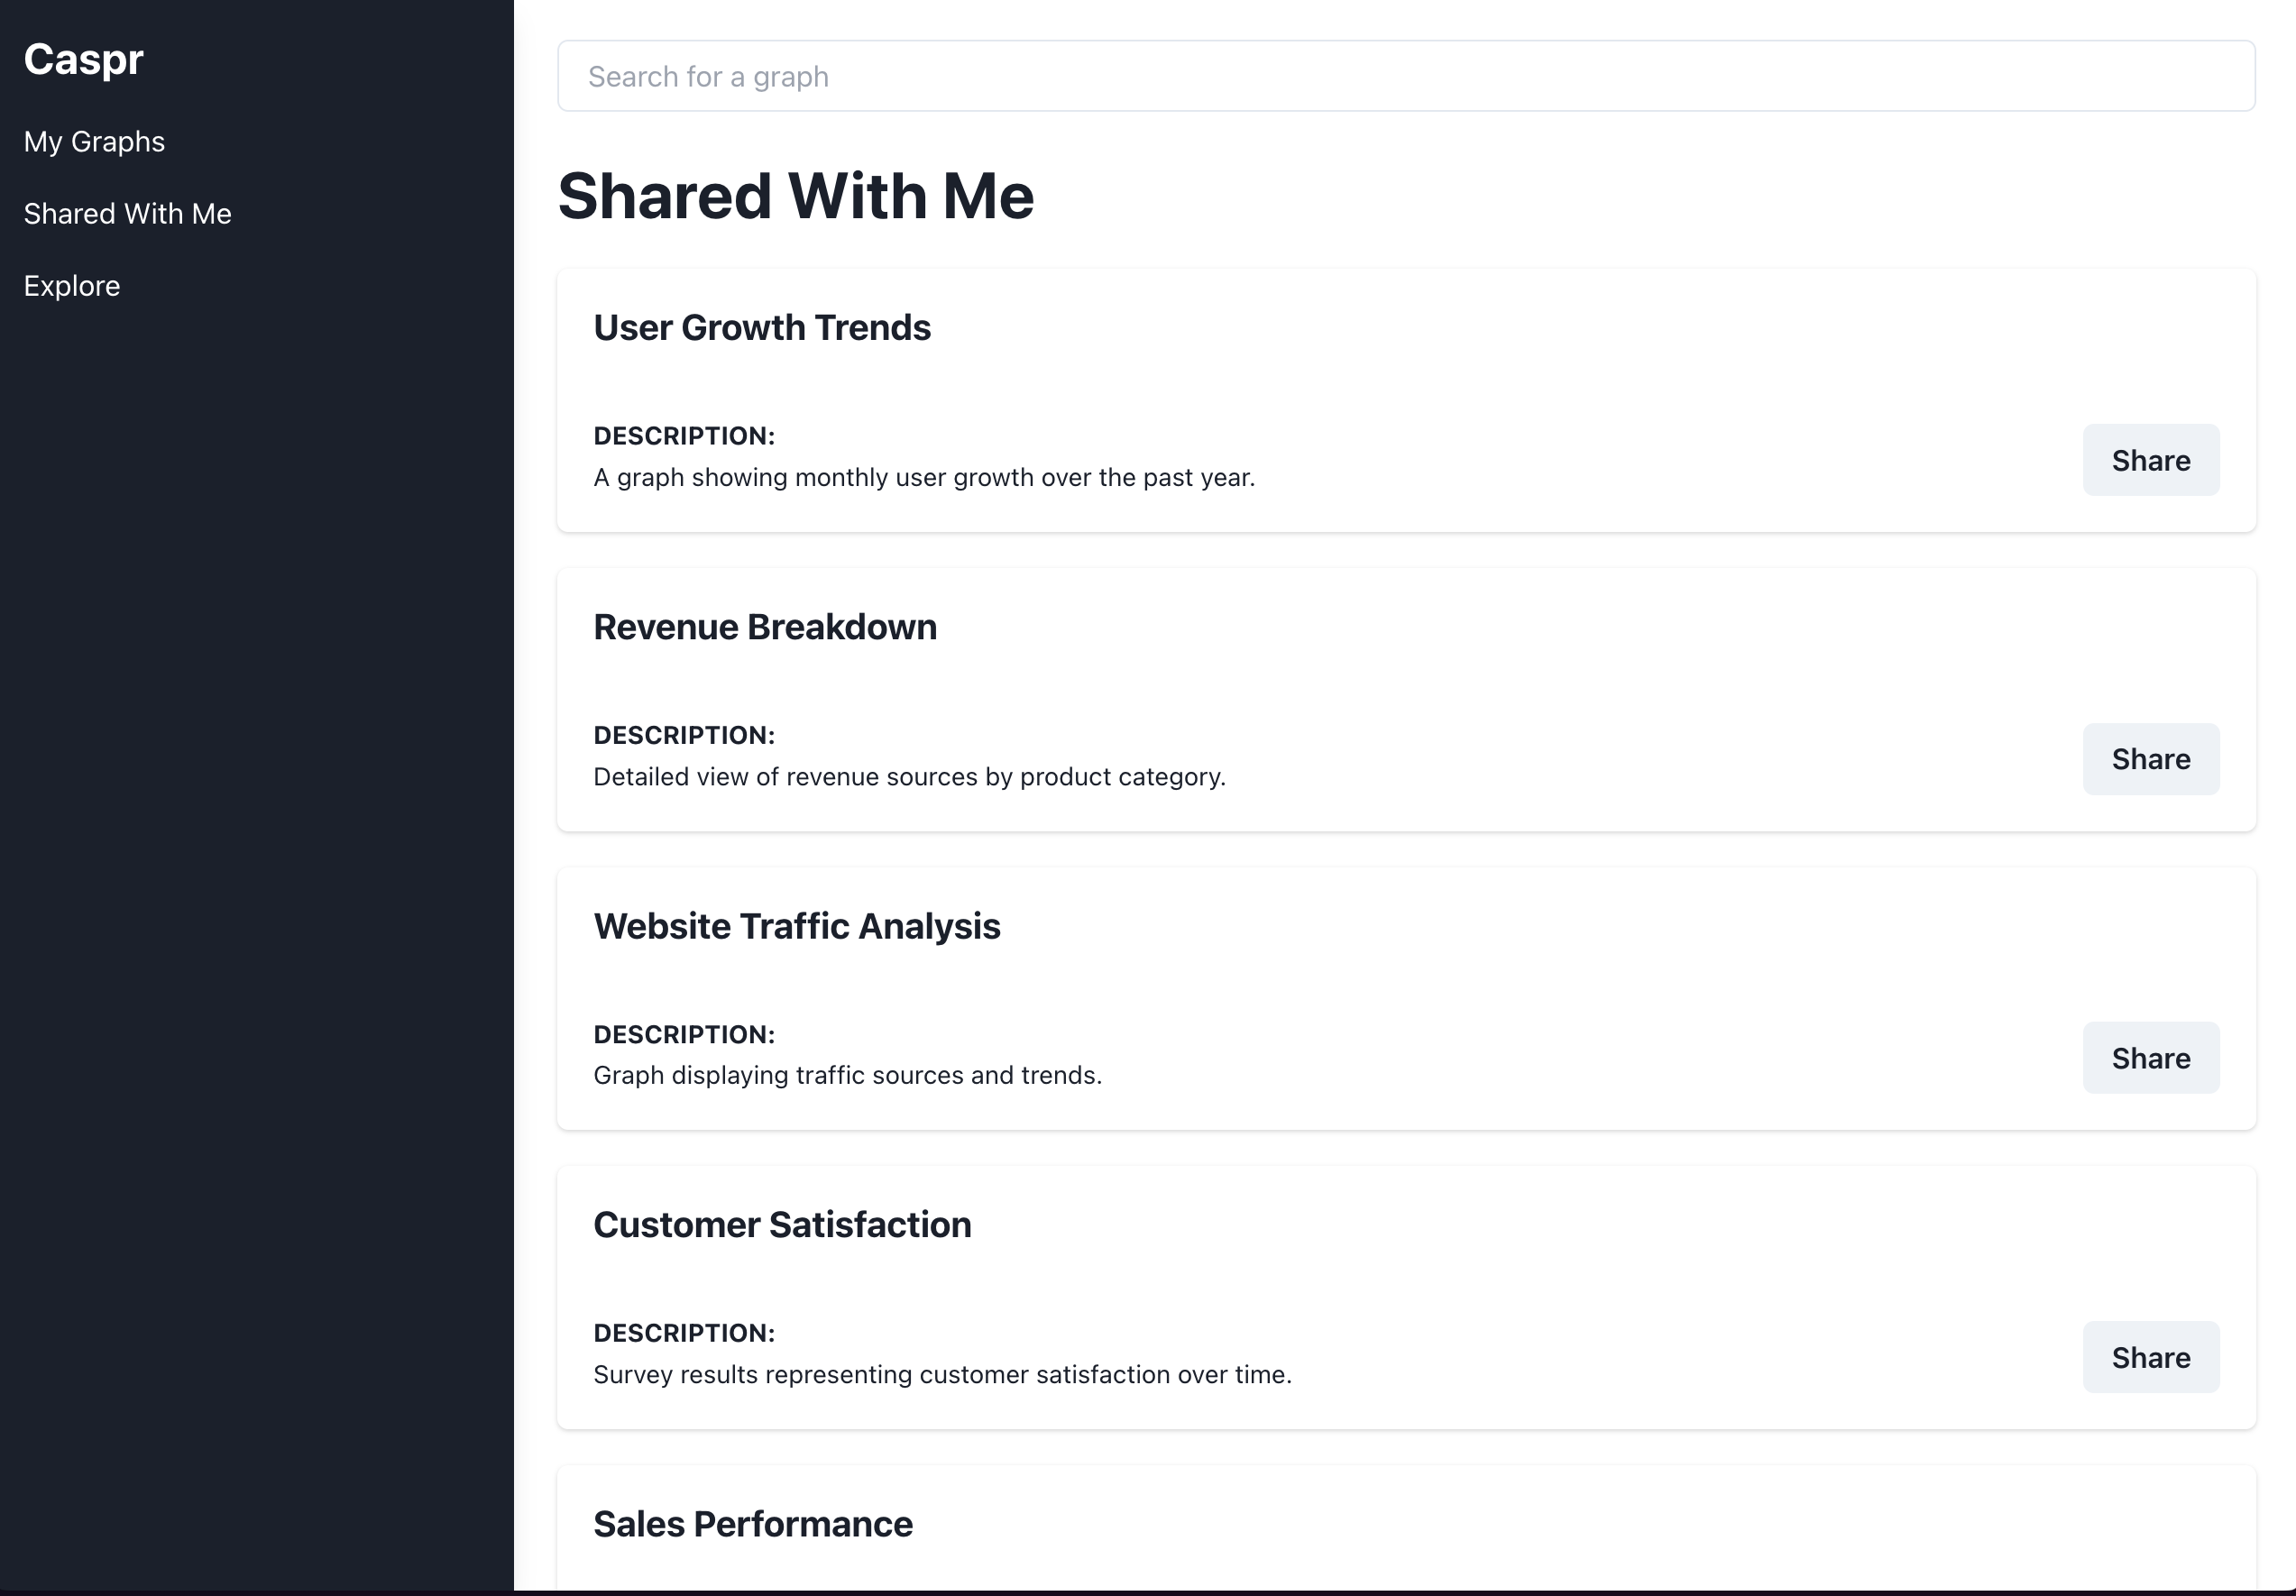 Caspr
My Graphs
Shared With Me
Explore
Search for a graph
Shared With Me
User Growth Trends
DESCRIPTION:
A graph showing monthly user growth over the past year.
Share
Revenue Breakdown
DESCRIPTION:
Detailed view of revenue sources by product category.
Share
Website Traffic Analysis
DESCRIPTION:
Graph displaying traffic sources and trends.
Share
Customer Satisfaction
DESCRIPTION:
Survey results representing customer satisfaction over time.
Share
Sales Performance